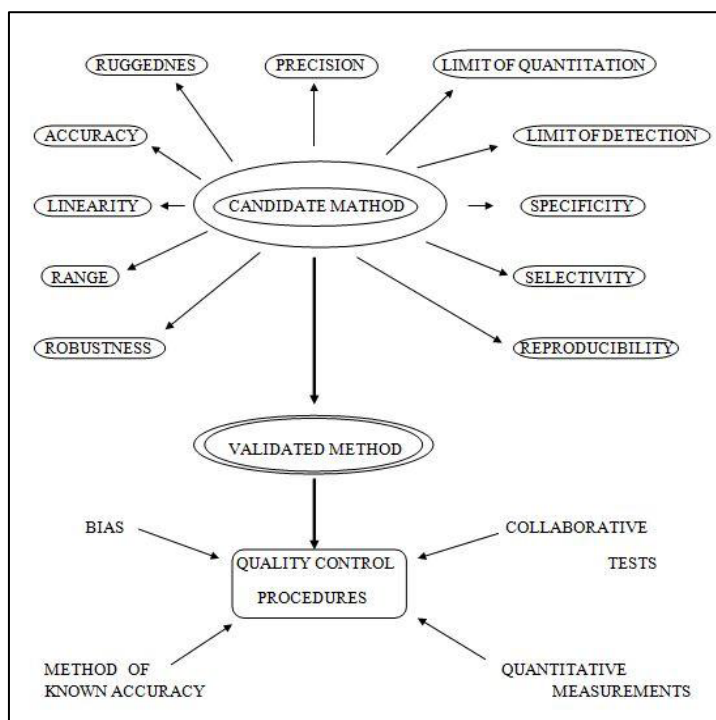 RUGGEDNES
PRECISION
LIMIT OF QUANTITATION
ACCURACY
LIMIT OF DETECTION
LINEARITY
CANDIDATE MATHOD
SPECIFICITY
RANGE
SELECTIVITY
ROBUSTNESS
REPRODUCIBILITY
VALIDATED METHOD
BIAS
COLLABORATIVE
TESTS
QUALITY CONTROL
PROCEDURES
METHOD OF
KNOWN ACCURACY
QUANTITATIVE
MEASUREMENTS